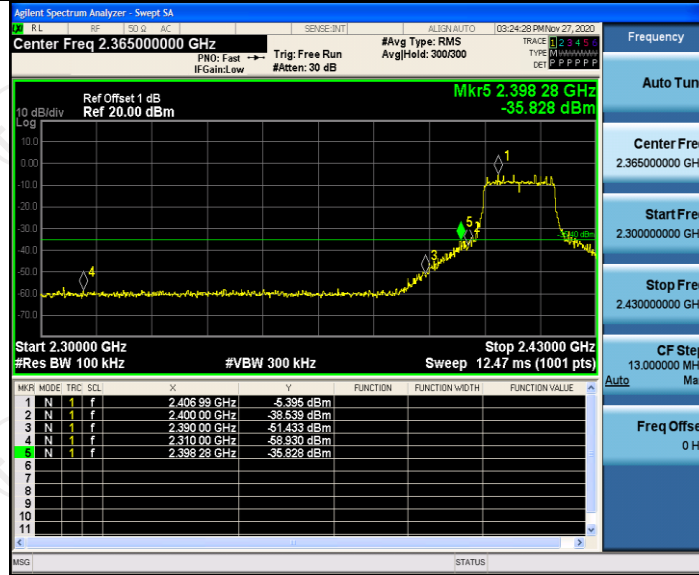 Agilent Spectrum Analyzer - Swept SA
RL RF 50 Ω AC SENSE:INT ALIGN AUTO 03:24:28 PM Nov 27, 2020
Center Freq 2.365000000 GHz
PNO: Fast
IFGain:Low
Trig: Free Run
#Atten: 30 dB
#Avg Type: RMS
Avg|Hold: 300/300
TRACE 1 2 3 4 5 6
TYPE
DET P P P P P P
Ref Offset 1 dB
Ref 20.00 dBm
10 dB/div
Log
Mkr5 2.398 28 GHz
-35.828 dBm
10.0
0.00
-10.0
-20.0
-30.0
-40.0
-50.0
-60.0
-70.0
1
2
3
4
5
Start 2.30000 GHz
Stop 2.43000 GHz
#Res BW 100 kHz
#VBW 300 kHz
Sweep 12.47 ms (1001 pts)
MKR MODE TRC SCL X Y FUNCTION FUNCTION WIDTH FUNCTION VALUE
1 N 1 f 2.406 99 GHz -5.395 dBm
2 N 1 f 2.400 00 GHz -38.539 dBm
3 N 1 f 2.390 00 GHz -51.433 dBm
4 N 1 f 2.310 00 GHz -58.930 dBm
5 N 1 f 2.398 28 GHz -35.828 dBm
6
7
8
9
10
11
MSG
STATUS
Frequency
Auto Tun
Center Fre
2.365000000 GH
Start Fre
2.300000000 GH
Stop Fre
2.430000000 GH
CF Ste
13.000000 MH
Auto Ma
Freq Offse
0 H